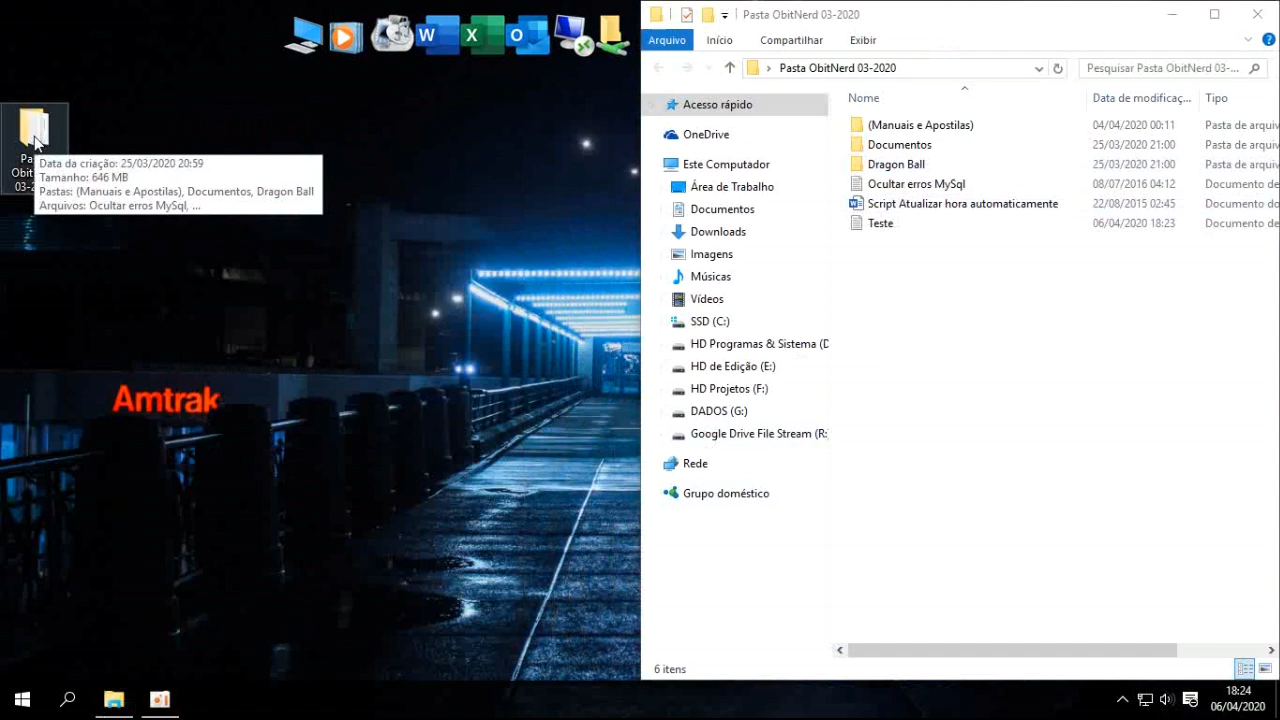 W
X
O
Pa
Obit
03-2
Data da criação: 25/03/2020 20:59
Tamanho: 646 MB
Pastas: (Manuais e Apostilas), Documentos, Dragon Ball
Arquivos: Ocultar erros MySql, ...
Amtrak
Pasta ObitNerd 03-2020
Arquivo Início Compartilhar Exibir
Pasta ObitNerd 03-2020
Pesquisar Pasta ObitNerd 03-...
Acesso rápido
OneDrive
Este Computador
Área de Trabalho
Documentos
Downloads
Imagens
Músicas
Vídeos
SSD (C:)
HD Programas & Sistema (D
HD de Edição (E:)
HD Projetos (F:)
DADOS (G:)
Google Drive File Stream (R:
Rede
Grupo doméstico
Nome Data de modificaç... Tipo
(Manuais e Apostilas) 04/04/2020 00:11 Pasta de arquiv
Documentos 25/03/2020 21:00 Pasta de arquiv
Dragon Ball 25/03/2020 21:00 Pasta de arquiv
Ocultar erros MySql 08/07/2016 04:12 Documento de
Script Atualizar hora automaticamente 22/08/2015 02:45 Documento do
Teste 06/04/2020 18:23 Documento de
6 itens
18:24
06/04/2020